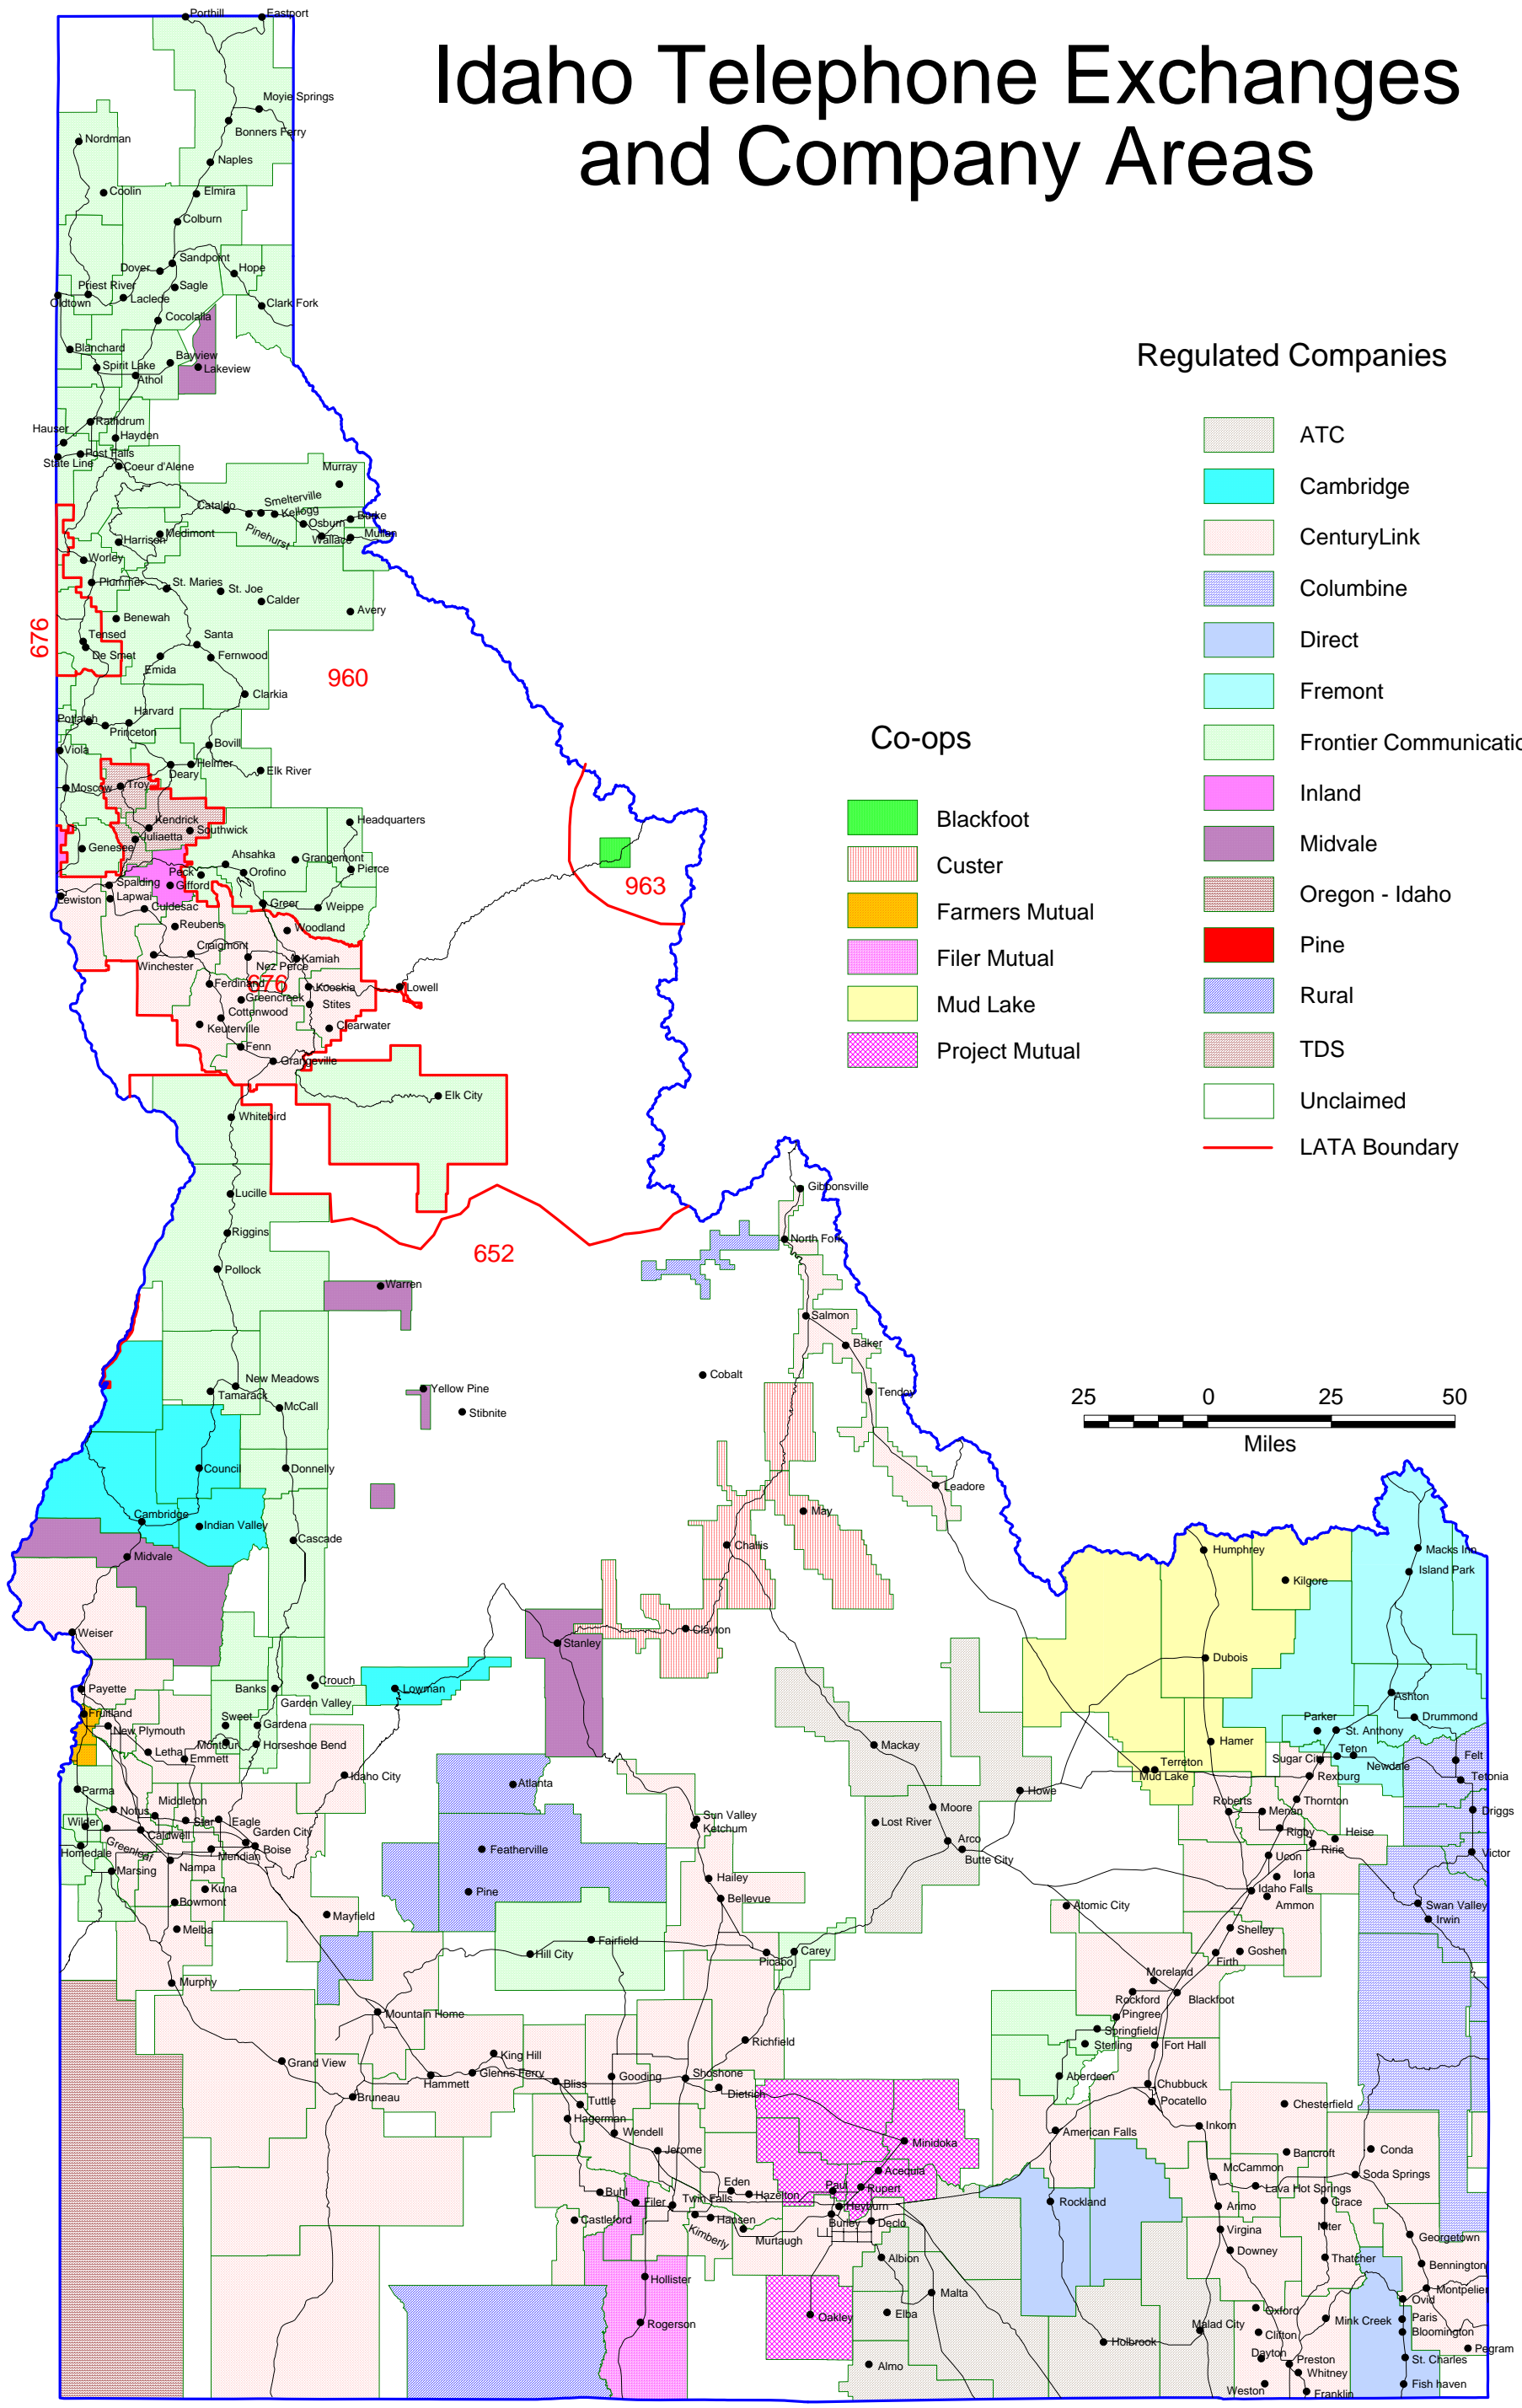 Idaho Telephone Exchanges
and Company Areas
Porthill
Eastport
Moyie Springs
Bonners Ferry
Nordman
Naples
Coolin
Elmira
Colburn
Sandpoint
Dover
Hope
Priest River
Sagle
Oldtown
Laclede
Clark Fork
Cocolalla
Blanchard
Bayview
Spirit Lake
Lakeview
Athol
Rathdrum
Hauser
Hayden
Post Falls
State Line
Coeur d'Alene
Murray
Smelterville
Cataldo
Kellogg
Burke
Osburn
Pinehurst
Medimont
Mullan
Harrison
Wallace
Worley
Plummer
St. Maries
St. Joe
Calder
Avery
Benewah
676
Tensed
Santa
De Smet
Fernwood
Emida
960
Clarkia
Potlatch
Harvard
Princeton
Viola
Bovill
Helmer
Deary
Elk River
Moscow
Troy
Kendrick
Southwick
Headquarters
Juliaetta
Genesee
Ahsahka
Grangemont
Peck
Orofino
Pierce
Spalding
Gifford
963
Lewiston
Lapwai
Culdesac
Greer
Weippe
Reubens
Woodland
Craigmont
Winchester
Nez Perce
Kamiah
Ferdinand
676
Kooskia
Lowell
Greencreek
Stites
Cottonwood
Keuterville
Clearwater
Fenn
Grangeville
Elk City
Whitebird
Lucille
Riggins
652
Pollock
Warren
Gibbonsville
North Fork
Salmon
Baker
Cobalt
Tendoy
New Meadows
Tamarack
Yellow Pine
McCall
Stibnite
Council
Donnelly
Leadore
Cambridge
Indian Valley
May
Cascade
Challis
Midvale
Weiser
Clayton
Stanley
Crouch
Payette
Banks
Garden Valley
Lowman
Fruitland
New Plymouth
Sweet
Gardena
Montour
Horseshoe Bend
Letha
Emmett
Idaho City
Atlanta
Parma
Middleton
Notus
Wilder
Star
Eagle
Caldwell
Garden City
Greenleaf
Homedale
Boise
Meridian
Nampa
Marsing
Kuna
Bowmont
Mayfield
Melba
Murphy
Featherville
Pine
Sun Valley
Ketchum
Hailey
Bellevue
Fairfield
Hill City
Picabo
Carey
Mackay
Lost River
Moore
Arco
Butte City
Howe
Humphrey
Kilgore
Macks Inn
Island Park
Dubois
Ashton
Drummond
Parker
St. Anthony
Hamer
Terreton
Mud Lake
Sugar City
Teton
Newdale
Felt
Tetonia
Rexburg
Roberts
Menan
Thornton
Driggs
Rigby
Heise
Ririe
Victor
Ucon
Iona
Idaho Falls
Ammon
Swan Valley
Irwin
Atomic City
Shelley
Goshen
Firth
Moreland
Rockford
Blackfoot
Pingree
Springfield
Sterling
Fort Hall
Aberdeen
Chubbuck
Pocatello
Chesterfield
American Falls
Inkom
Bancroft
Conda
McCammon
Soda Springs
Lava Hot Springs
Rockland
Arimo
Grace
Virgina
Niter
Georgetown
Downey
Thatcher
Bennington
Montpelier
Ovid
Oxford
Mink Creek
Paris
Malad City
Clifton
Bloomington
Holbrook
Dayton
Pegram
Preston
St. Charles
Whitney
Weston
Franklin
Fish haven
Mountain Home
Grand View
Bruneau
King Hill
Hammett
Glenns Ferry
Bliss
Gooding
Shoshone
Richfield
Dietrich
Tuttle
Hagerman
Wendell
Jerome
Minidoka
Acequia
Eden
Buhl
Filer
Twin Falls
Hazelton
Paul
Rupert
Heyburn
Castleford
Hansen
Kimberly
Murtaugh
Burley
Declo
Albion
Hollister
Malta
Elba
Oakley
Rogerson
Almo
Co-ops
Blackfoot
Custer
Farmers Mutual
Filer Mutual
Mud Lake
Project Mutual
Regulated Companies
ATC
Cambridge
CenturyLink
Columbine
Direct
Fremont
Frontier Communicatio
Inland
Midvale
Oregon - Idaho
Pine
Rural
TDS
Unclaimed
LATA Boundary
25 0 25 50
Miles